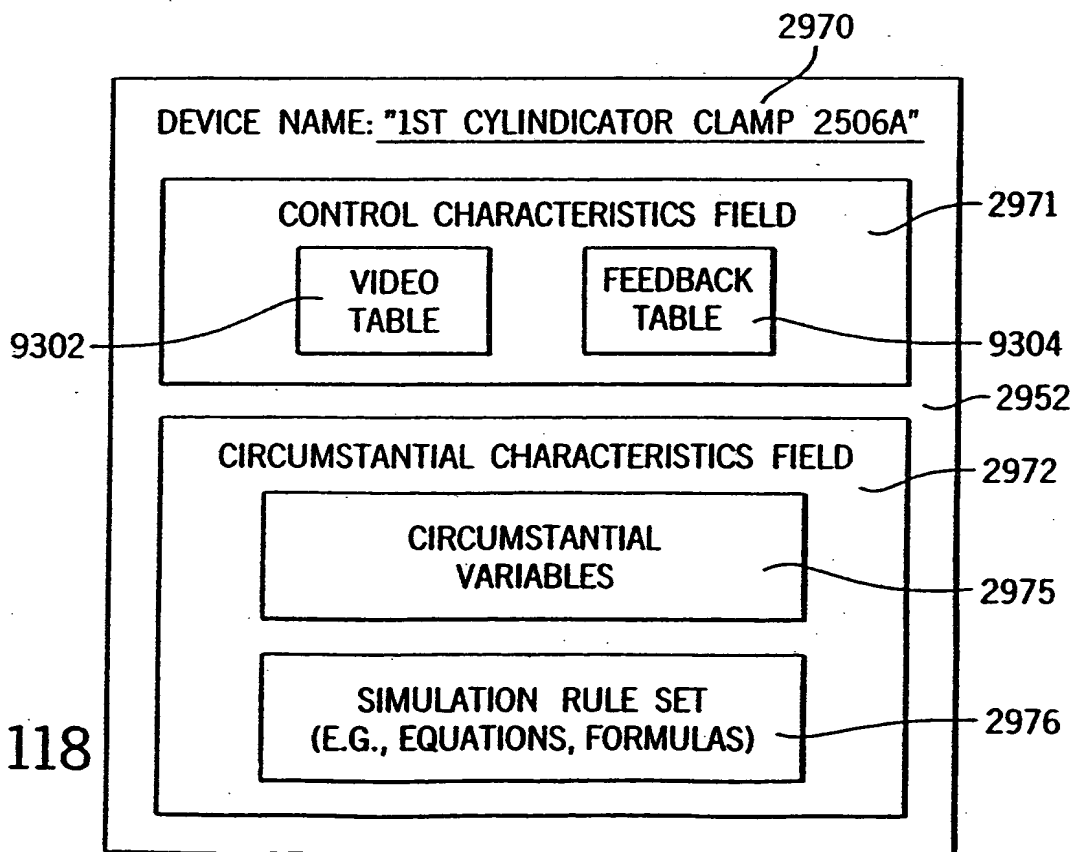 2970
DEVICE NAME: "1ST CYLINDICATOR CLAMP 2506A"
CONTROL CHARACTERISTICS FIELD
2971
VIDEO
TABLE
FEEDBACK
TABLE
9302
9304
2952
CIRCUMSTANTIAL CHARACTERISTICS FIELD
2972
CIRCUMSTANTIAL
VARIABLES
2975
SIMULATION RULE SET
(E.G., EQUATIONS, FORMULAS)
2976
118